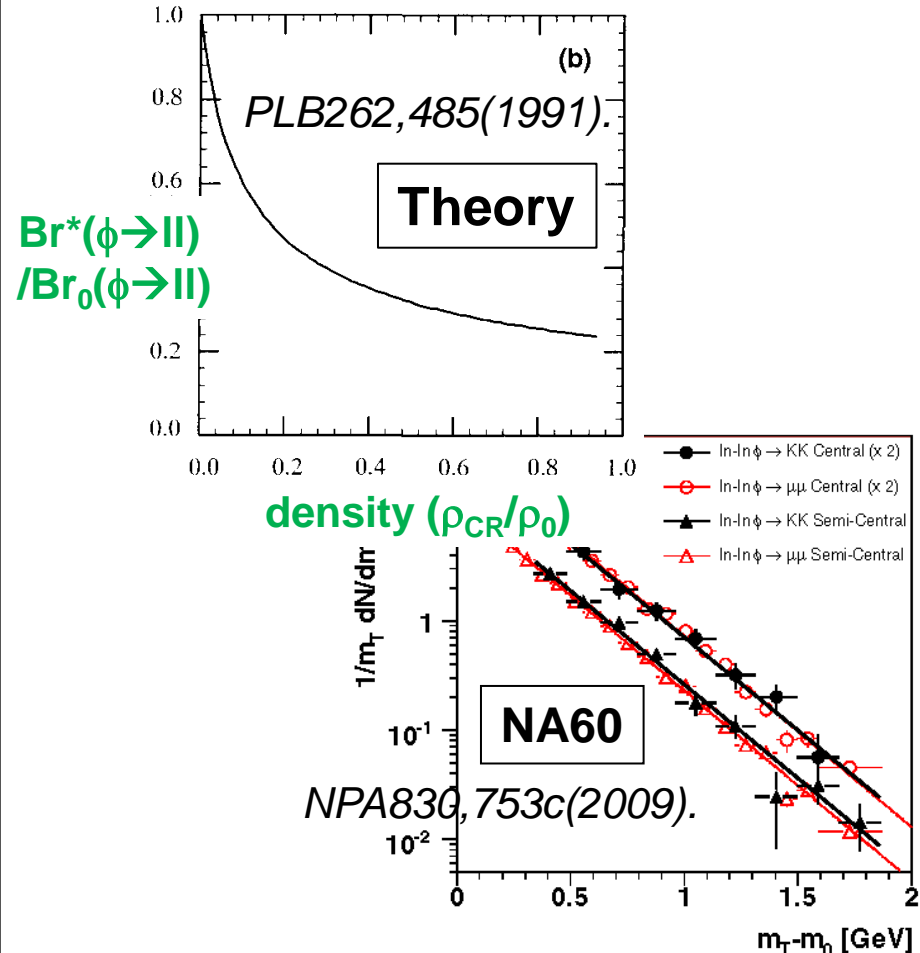 1.0
(b)
0.8
PLB262,485(1991).
0.6
Theory
Br*(ϕ→ll)
/Br₀(ϕ→ll)
0.2
0.0
0.0 0.2 0.4 0.6 0.8 1.0
density (ρCR/ρ₀)
In-In ϕ → KK Central (x 2)
In-In ϕ → μμ Central (x 2)
In-In ϕ → KK Semi-Central
In-In ϕ → μμ Semi-Central
1/mT dN/dm
1
10⁻¹
NA60
NPA830,753c(2009).
10⁻²
0 0.5 1 1.5 2
mT-m₀ [GeV]